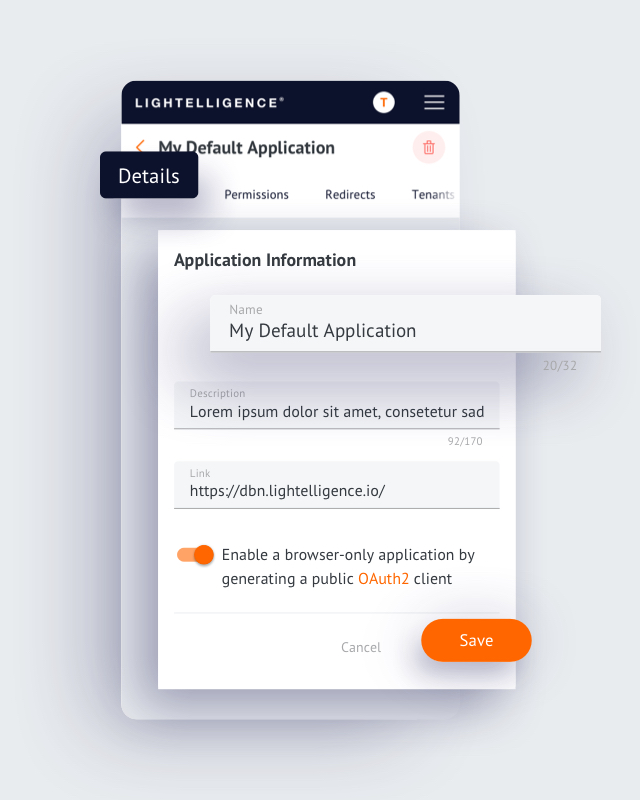 LIGHTELLIGENCE®
T
My Default Application
Details
Permissions
Redirects
Tenants
Application Information
Name
My Default Application
20/32
Description
Lorem ipsum dolor sit amet, consetetur sad
92/170
Link
https://dbn.lightelligence.io/
Enable a browser-only application by
generating a public OAuth2 client
Cancel
Save